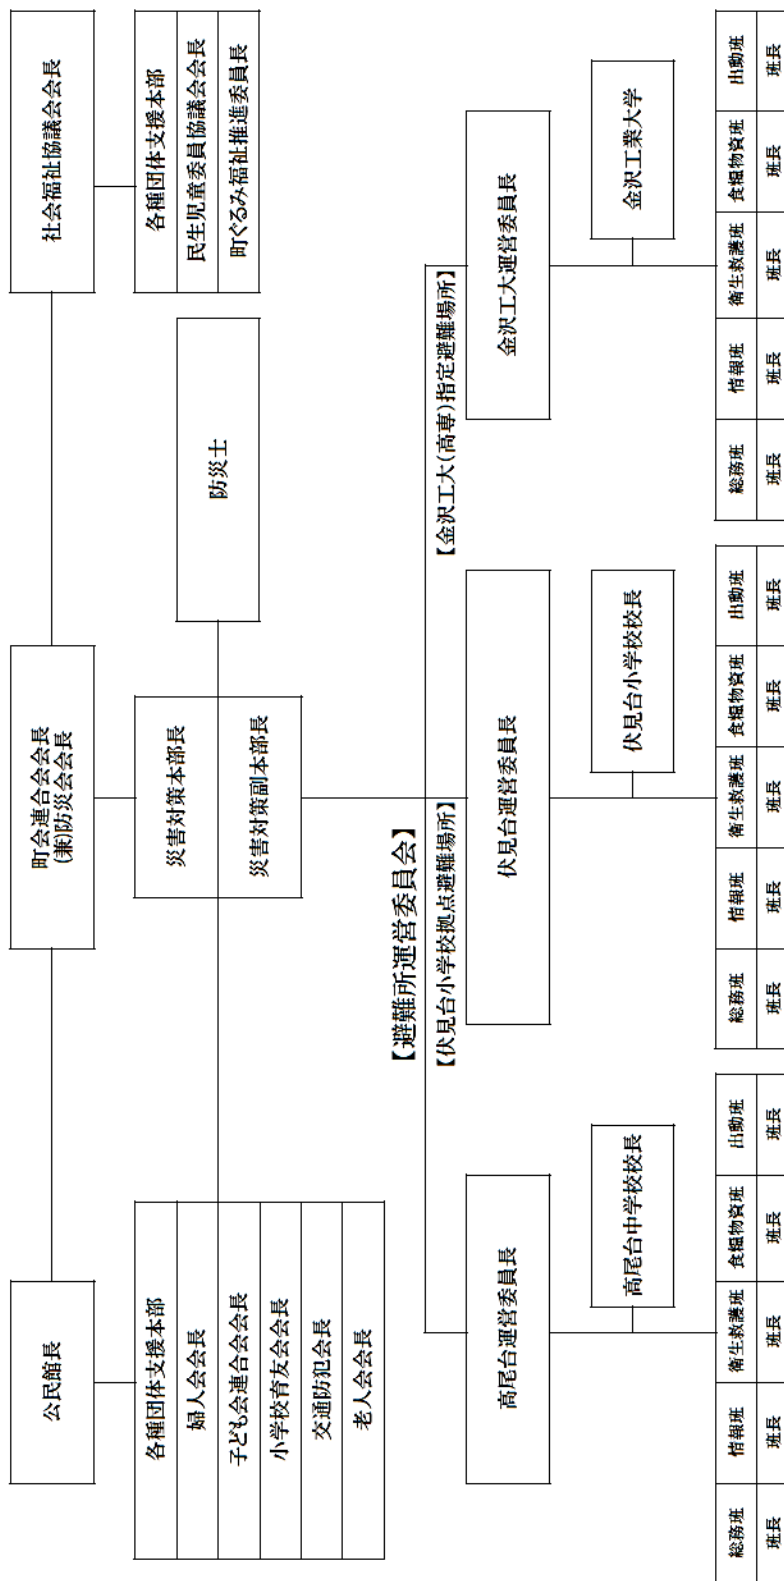 公民館長
町会連合会会長
(兼)防災会会長
社会福祉協議会会長
各種団体支援本部
婦人会会長
子ども会連合会会長
小学校育友会会長
交通防犯会長
老人会会長
災害対策本部長
災害対策副本部長
防災士
各種団体支援本部
民生児童委員協議会会長
町ぐるみ福祉推進委員長
【避難所運営委員会】
【伏見台小学校拠点避難場所】
【金沢工大(高専)指定避難場所】
高尾台運営委員長
伏見台運営委員長
金沢工大運営委員長
高尾台中学校校長
伏見台小学校校長
金沢工業大学
総務班 情報班 衛生救護班 食糧物資班 出動班
班長 班長 班長 班長 班長
総務班 情報班 衛生救護班 食糧物資班 出動班
班長 班長 班長 班長 班長
総務班 情報班 衛生救護班 食糧物資班 出動班
班長 班長 班長 班長 班長